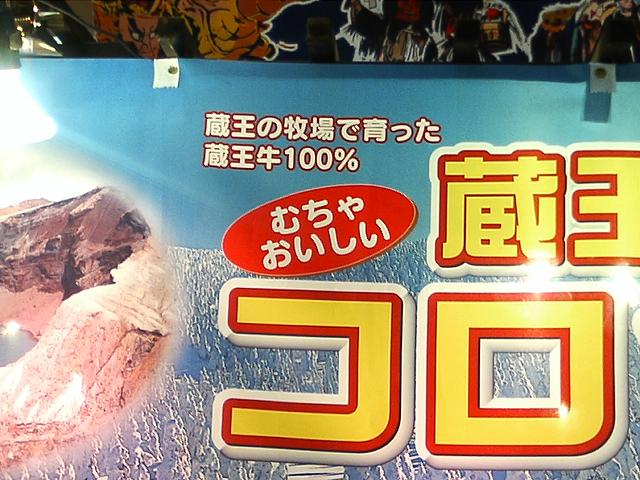 蔵王の牧場で育った
蔵王牛100%
むちゃ
おいしい
蔵王
コロ